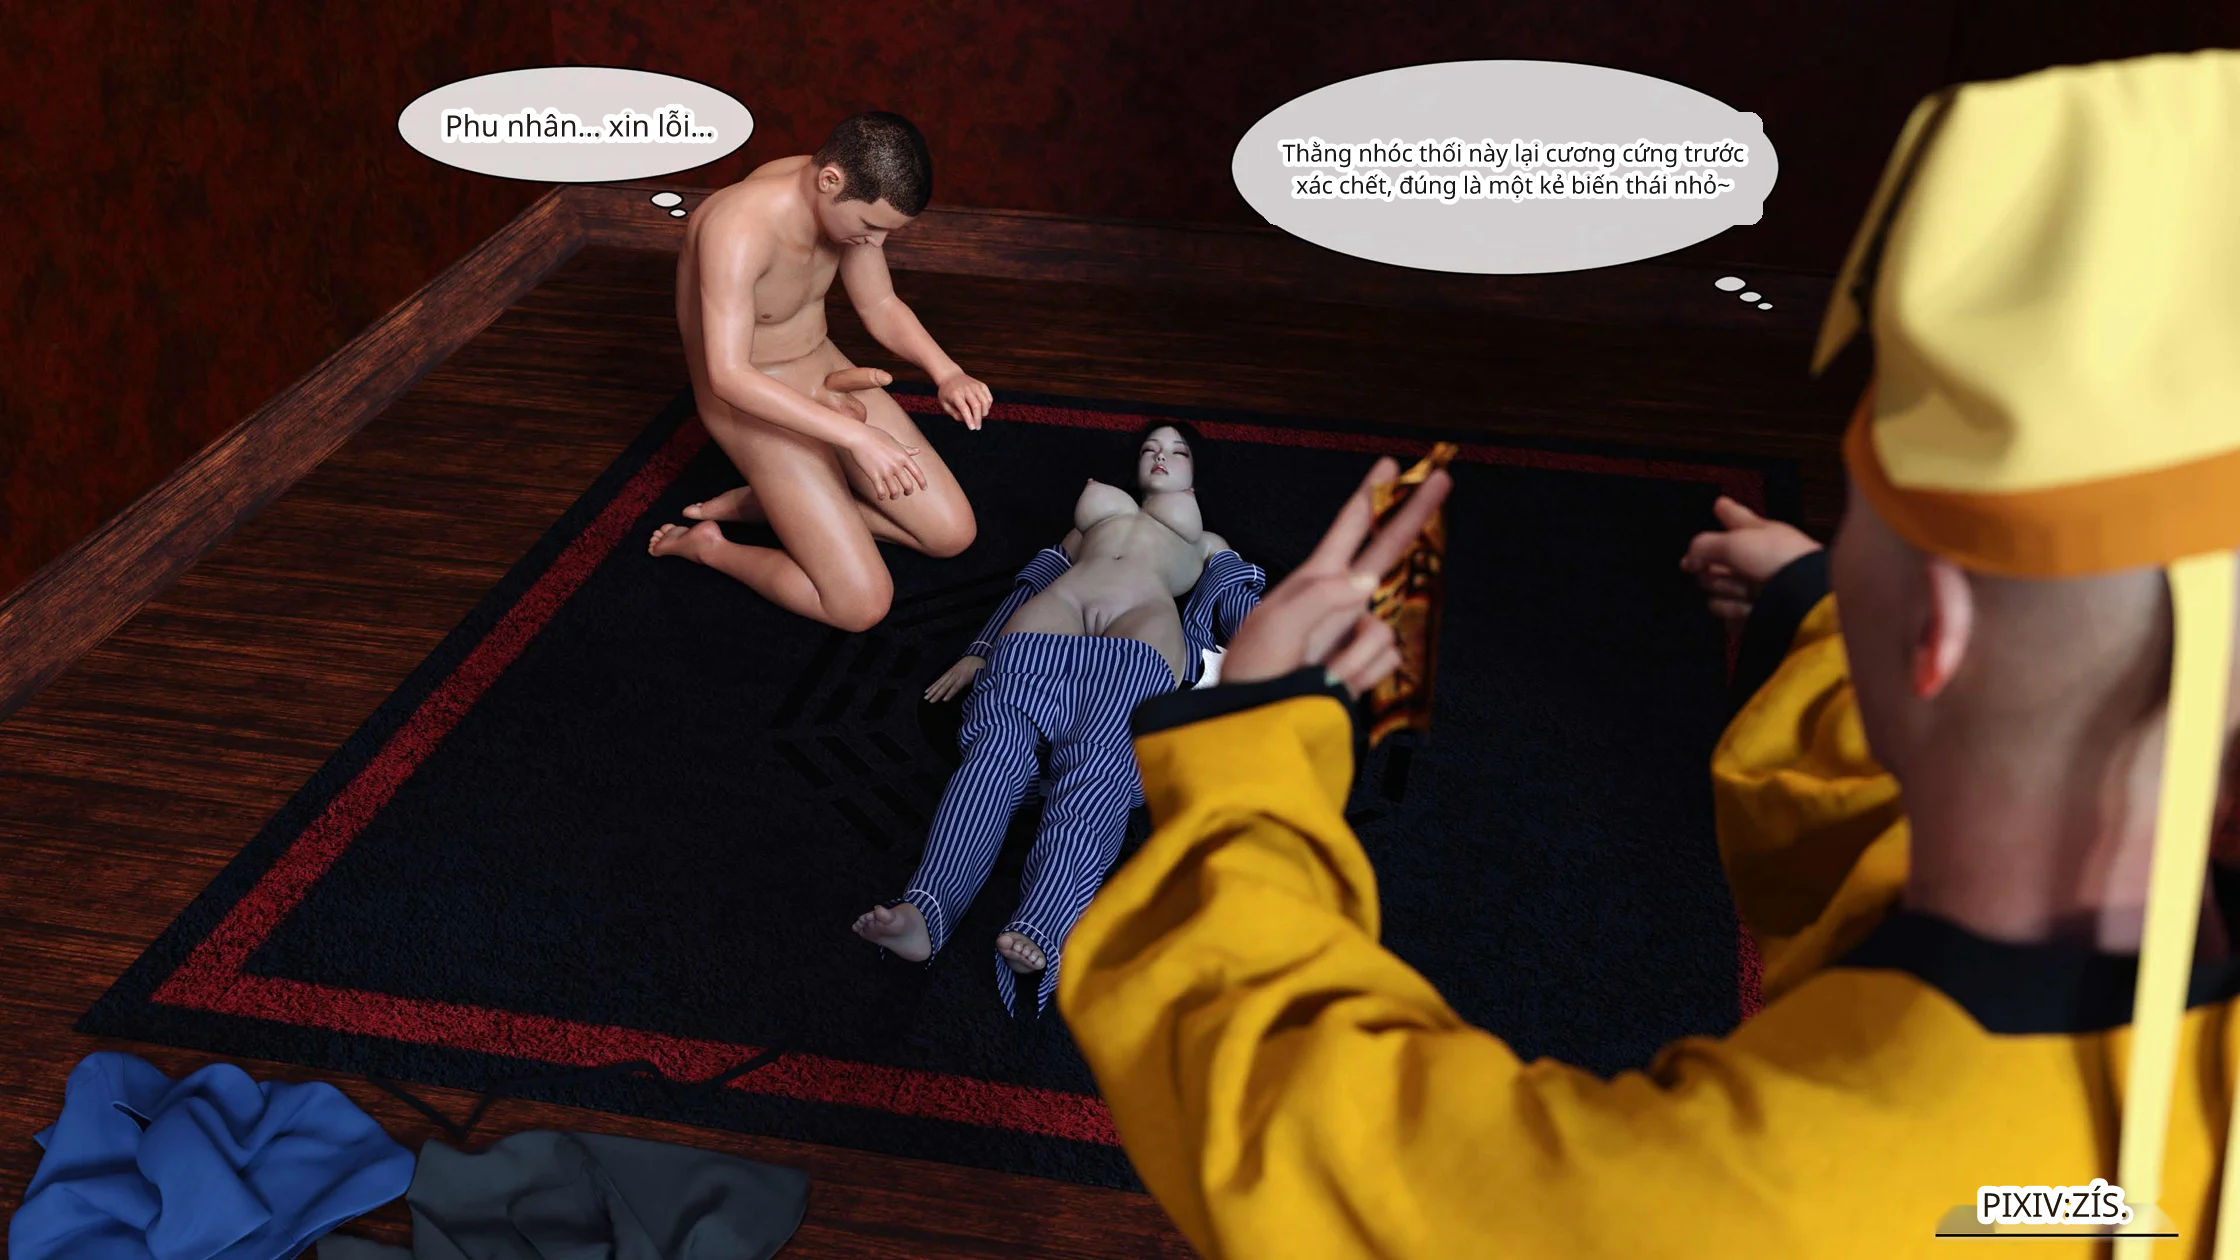 Phu nhân... xin lỗi...
Thằng nhóc thối này lại cương cứng trước
xác chết, đúng là một kẻ biến thái nhỏ~
PIXIV:ZÍS.